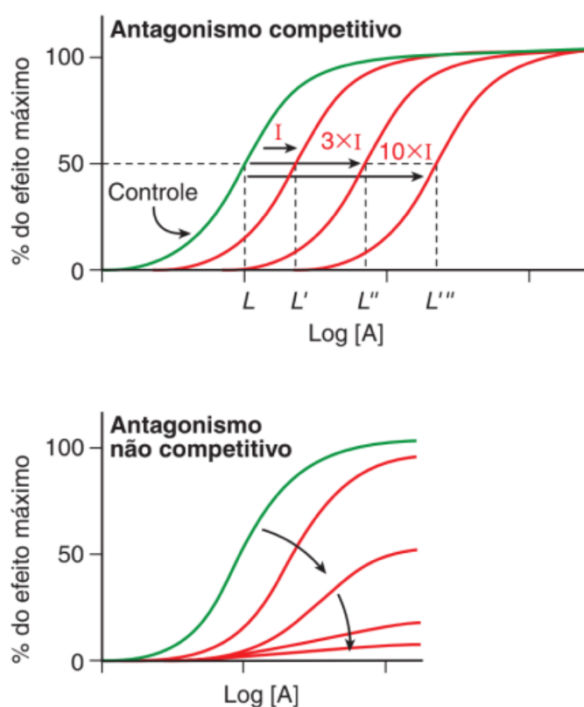 Antagonismo competitivo
% do efeito máximo
100
50
0
I
3×I
10×I
Controle
L
L'
L"
L'"
Log [A]
Antagonismo
não competitivo
% do efeito máximo
100
50
0
Log [A]